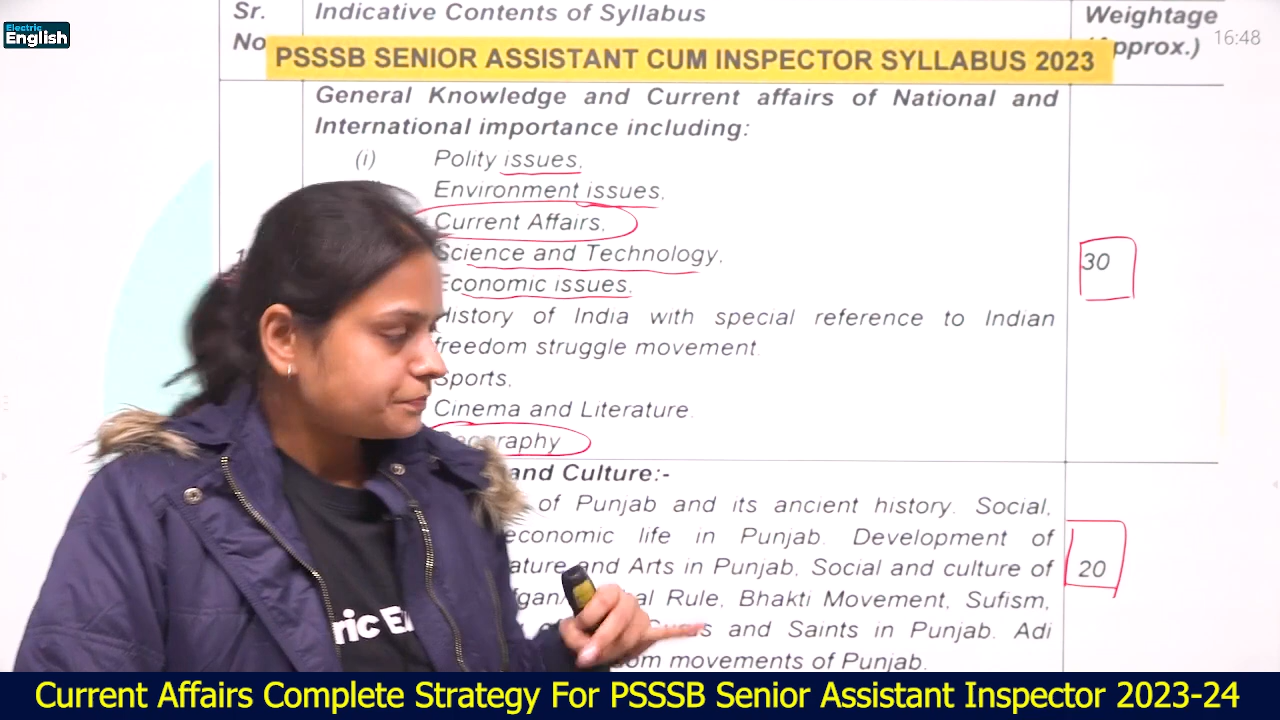 Electric
English
Sr. No
Indicative Contents of Syllabus
Weightage
(Approx.)
16:48
PSSSB SENIOR ASSISTANT CUM INSPECTOR SYLLABUS 2023
General Knowledge and Current affairs of National and
International importance including:
(i) Polity issues,
Environment issues,
Current Affairs,
Science and Technology,
Economic issues,
History of India with special reference to Indian
freedom struggle movement.
Sports,
Cinema and Literature.
Geography
30
and Culture:-
of Punjab and its ancient history. Social,
economic life in Punjab. Development of
and Arts in Punjab, Social and culture of
Rule, Bhakti Movement, Sufism,
and Saints in Punjab. Adi
movements of Punjab.
20
Current Affairs Complete Strategy For PSSSB Senior Assistant Inspector 2023-24